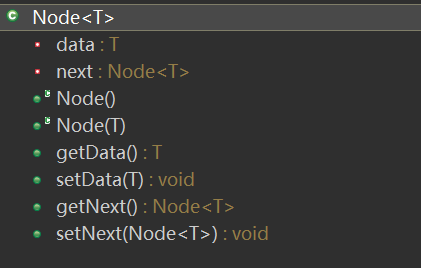 Node<T>
data : T
next : Node<T>
Node()
Node(T)
getData() : T
setData(T) : void
getNext() : Node<T>
setNext(Node<T>) : void